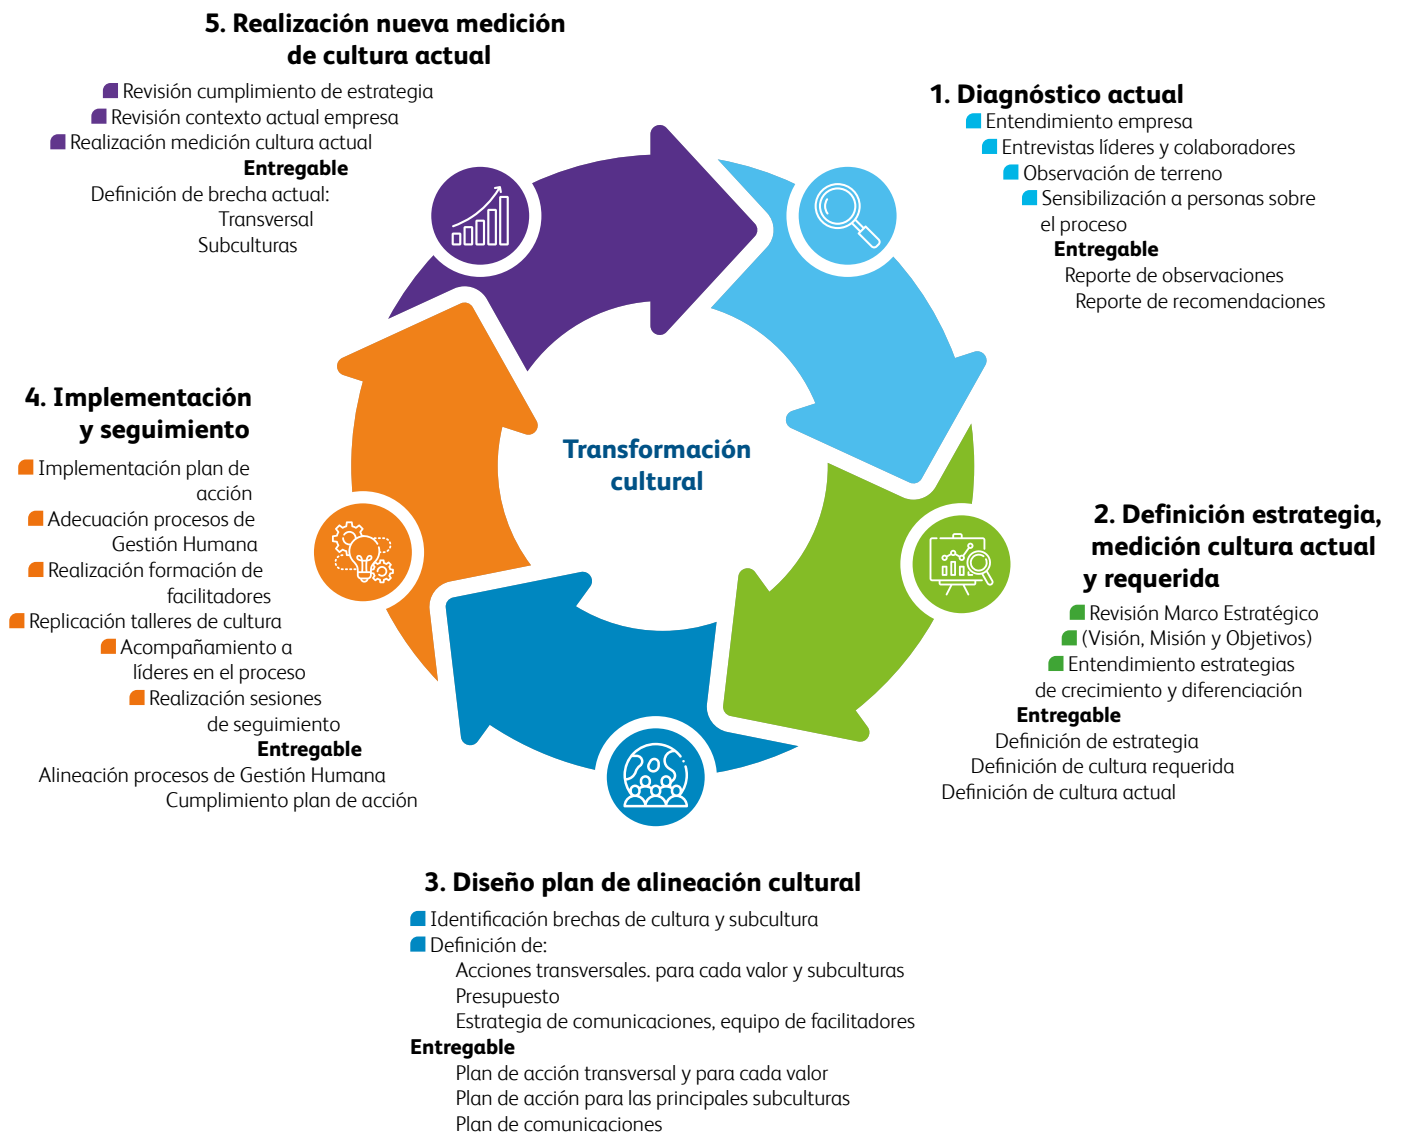 5. Realización nueva medición
de cultura actual
Revisión cumplimiento de estrategia
Revisión contexto actual empresa
Realización medición cultura actual
Entregable
Definición de brecha actual:
Transversal
Subculturas
1. Diagnóstico actual
Entendimiento empresa
Entrevistas líderes y colaboradores
Observación de terreno
Sensibilización a personas sobre
el proceso
Entregable
Reporte de observaciones
Reporte de recomendaciones
Transformación
cultural
4. Implementación
y seguimiento
Implementación plan de
acción
Adecuación procesos de
Gestión Humana
Realización formación de
facilitadores
Replicación talleres de cultura
Acompañamiento a
líderes en el proceso
Realización sesiones
de seguimiento
Entregable
Alineación procesos de Gestión Humana
Cumplimiento plan de acción
2. Definición estrategia,
medición cultura actual
y requerida
Revisión Marco Estratégico
(Visión, Misión y Objetivos)
Entendimiento estrategias
de crecimiento y diferenciación
Entregable
Definición de estrategia
Definición de cultura requerida
Definición de cultura actual
3. Diseño plan de alineación cultural
Identificación brechas de cultura y subcultura
Definición de:
Acciones transversales. para cada valor y subculturas
Presupuesto
Estrategia de comunicaciones, equipo de facilitadores
Entregable
Plan de acción transversal y para cada valor
Plan de acción para las principales subculturas
Plan de comunicaciones